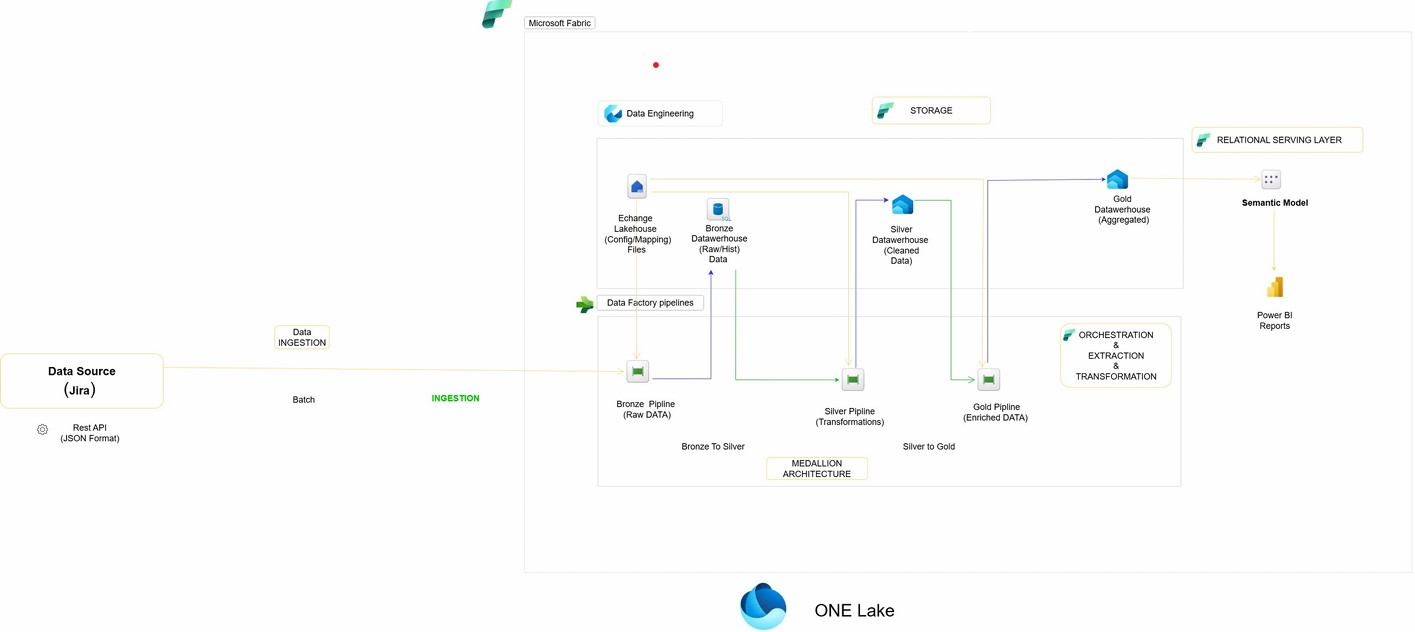 Microsoft Fabric
Data Engineering
STORAGE
RELATIONAL SERVING LAYER
Echange
Lakehouse
(Config/Mapping)
Files
SQL
Bronze
Datawerhouse
(Raw/Hist)
Data
Silver
Datawerhouse
(Cleaned
Data)
Gold
Datawerhouse
(Aggregated)
Semantic Model
Power BI
Reports
Data Factory pipelines
ORCHESTRATION
&
EXTRACTION
&
TRANSFORMATION
Data
INGESTION
Data Source
(Jira)
Batch
INGESTION
Rest API
(JSON Format)
Bronze Pipline
(Raw DATA)
Silver Pipline
(Transformations)
Gold Pipline
(Enriched DATA)
Bronze To Silver
Silver to Gold
MEDALLION
ARCHITECTURE
ONE Lake